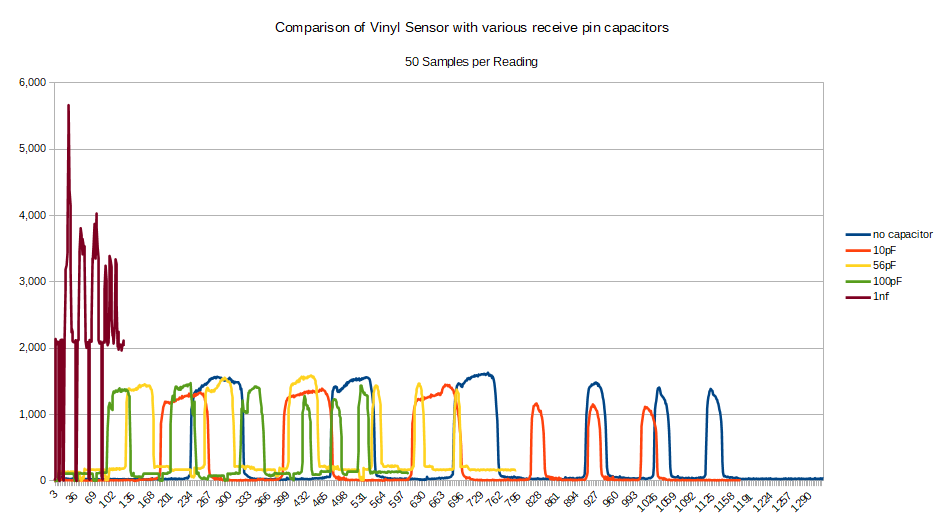 Comparison of Vinyl Sensor with various receive pin capacitors
50 Samples per Reading
6,000
5,000
4,000
3,000
2,000
1,000
0
no capacitor
10pF
56pF
100pF
1nf
3 36 69 102 135 168 201 234 267 300 333 366 399 432 465 498 531 564 597 630 663 696 729 762 795 828 861 894 927 960 993 1026 1059 1092 1125 1158 1191 1224 1257 1290